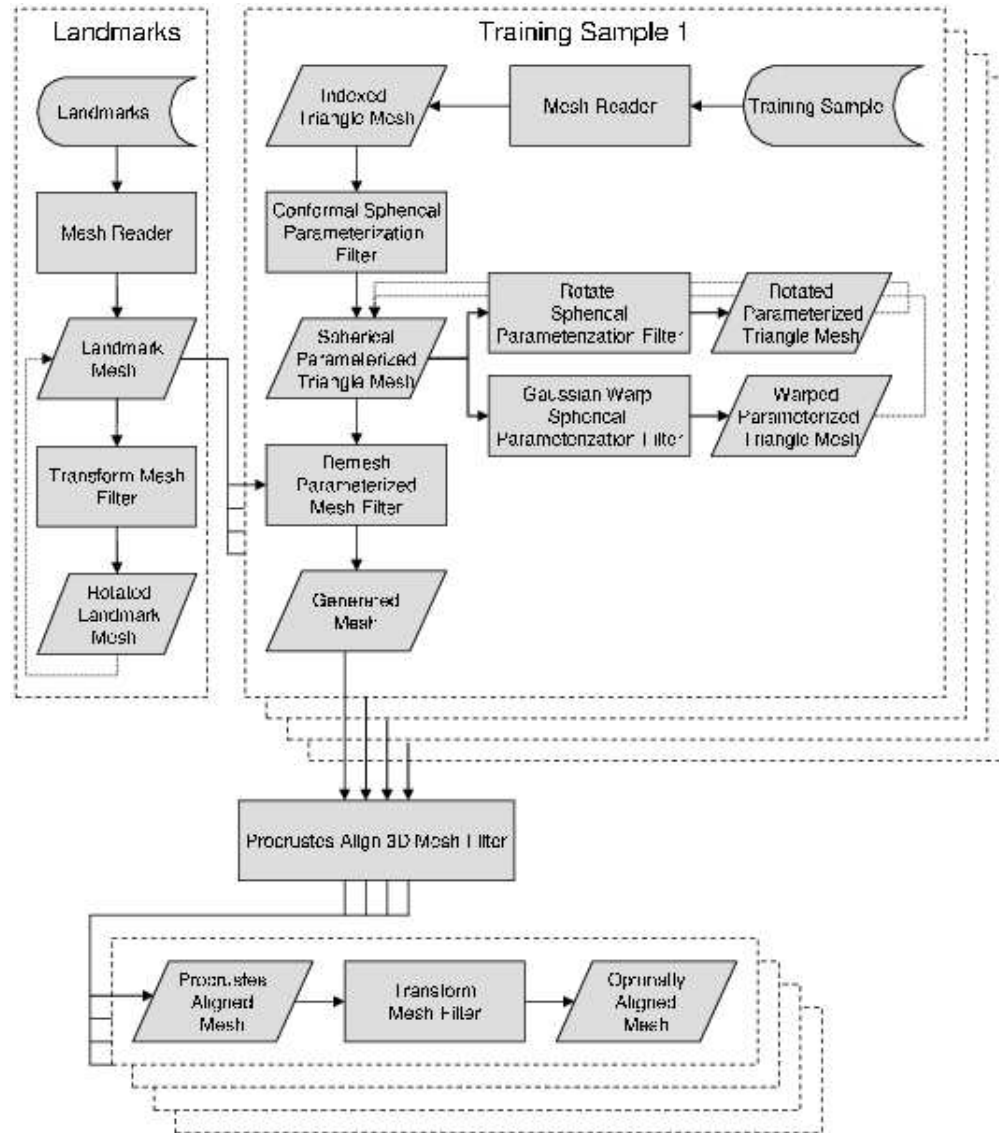 Landmarks
Training Sample 1
Landmarks
Indexed
Triangle Mesh
Mesh Reader
Training Sample
Mesh Reader
Conformal Spherical
Parameterization
Filter
Landmark
Mesh
Spherical
Parameterized
Triangle Mesh
Rotate
Spherical
Parameterization Filter
Rotated
Parameterized
Triangle Mesh
Gaussian Warp
Spherical
Parameterization Filter
Warped
Parameterized
Triangle Mesh
Transform Mesh
Filter
Remesh
Parameterized
Mesh Filter
Rotated
Landmark
Mesh
Generated
Mesh
Procrustes Align 3D Mesh Filter
Procrustes
Aligned
Mesh
Transform
Mesh Filter
Optimally
Aligned
Mesh